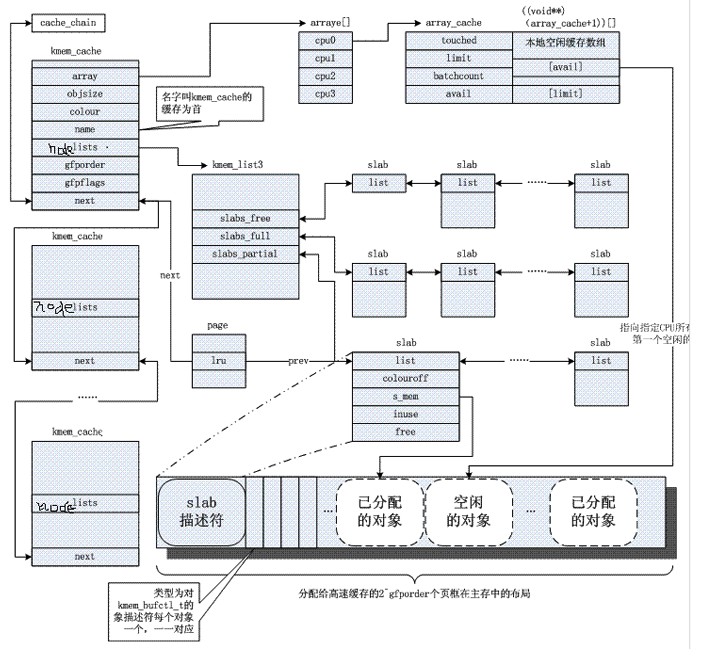 cache_chain
arraye[]
array_cache
((void**)
(array_cache+1))[]
kmem_cache
array
objsize
colour
name
nodelists
gfporder
gfpflags
next
名字叫kmem_cache的
缓存为首
cpu0
cpu1
cpu2
cpu3
touched
limit
batchcount
avail
本地空闲缓存数组
[avail]
[limit]
kmem_list3
slabs_free
slabs_full
slabs_partial
slab
list
slab
list
......
slab
list
slab
list
slab
list
......
slab
list
kmem_cache
nodelists
next
......
next
page
lru
prev
slab
list
colouroff
s_mem
inuse
free
......
slab
list
指向指定CPU所在
第一个空闲的
kmem_cache
nodelists
next
slab
描述符
...
已分配
的对象
空闲
的对象
...
已分配
的对象
类型为对
kmem_bufctl_t的
象描述符每个对象
一个，一一对应
分配给高速缓存的2^gfporder个页框在主存中的布局